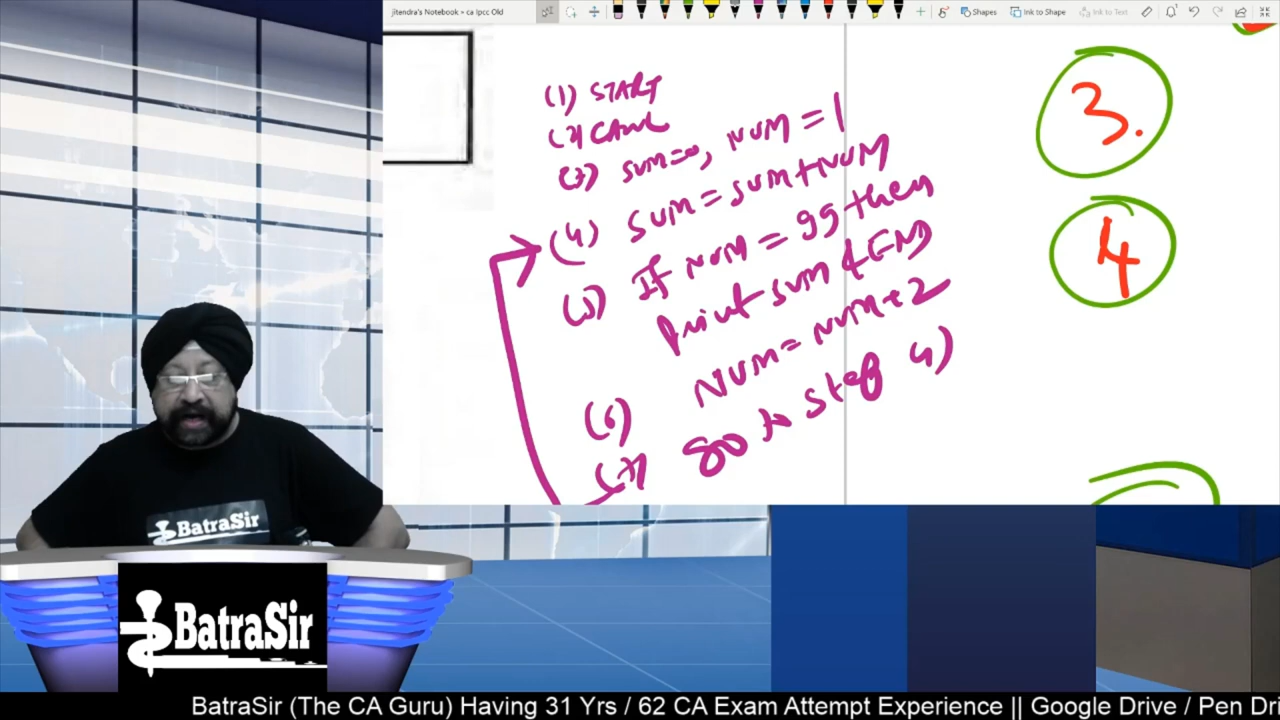 jitendra's Notebook » ca Ipcc Old
Shapes
Ink to Shape
Ink to Text
(1) START
(3) SUM=0, NUM = 1
(4) SUM = SUM+NUM
(5) If NUM = 99 then
Print SUM & END
(6) NUM = NUM+2
(7) go to step 4)
3.
4
BatraSir
BatraSir
BatraSir (The CA Guru) Having 31 Yrs / 62 CA Exam Attempt Experience || Google Drive / Pen Dri